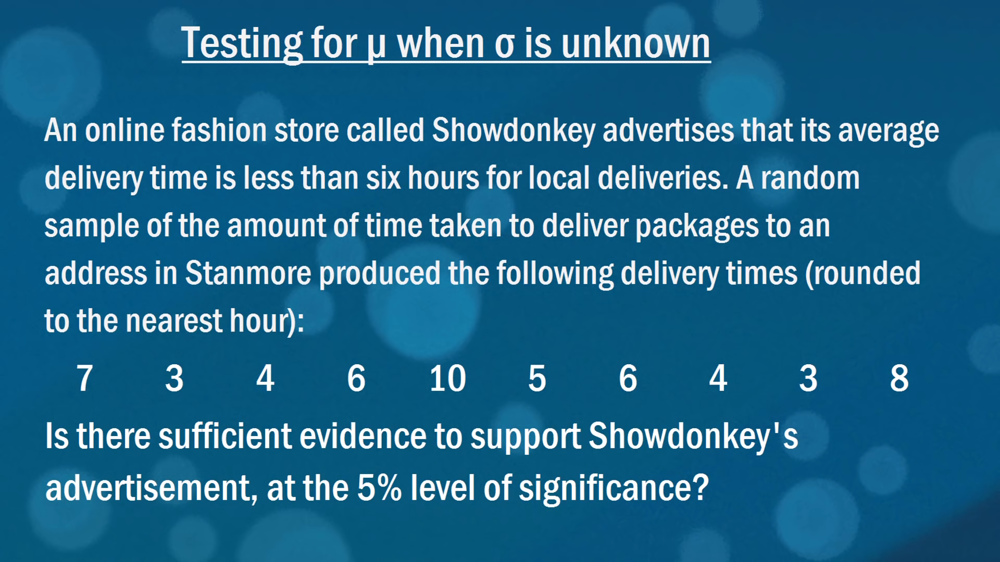 Testing for µ when σ is unknown
An online fashion store called Showdonkey advertises that its average
delivery time is less than six hours for local deliveries. A random
sample of the amount of time taken to deliver packages to an
address in Stanmore produced the following delivery times (rounded
to the nearest hour):
7 3 4 6 10 5 6 4 3 8
Is there sufficient evidence to support Showdonkey's
advertisement, at the 5% level of significance?